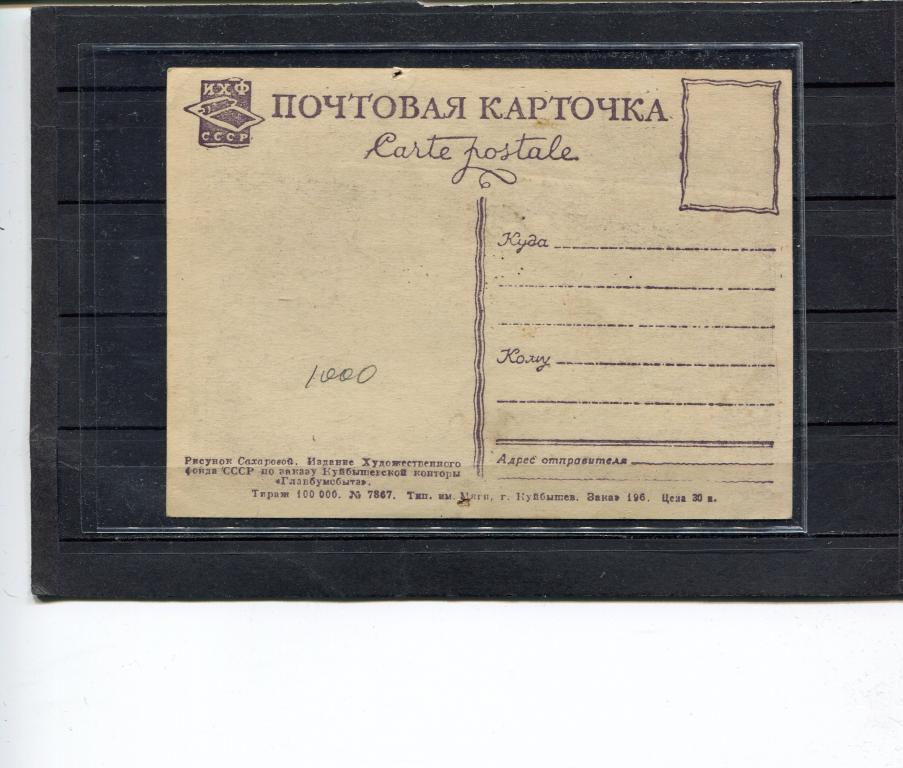 ИХФ
СССР
ПОЧТОВАЯ КАРТОЧКА
Carte postale
Куда
Кому
1000
Адрес отправителя
Рисунок Сахаровой. Издание Художественного
фонда СССР по заказу Куйбышевской конторы
«Главбумсбыта».
Тираж 100 000. № 7867. Тип. им. Мяги, г. Куйбышев. Заказ 196. Цена 30 к.